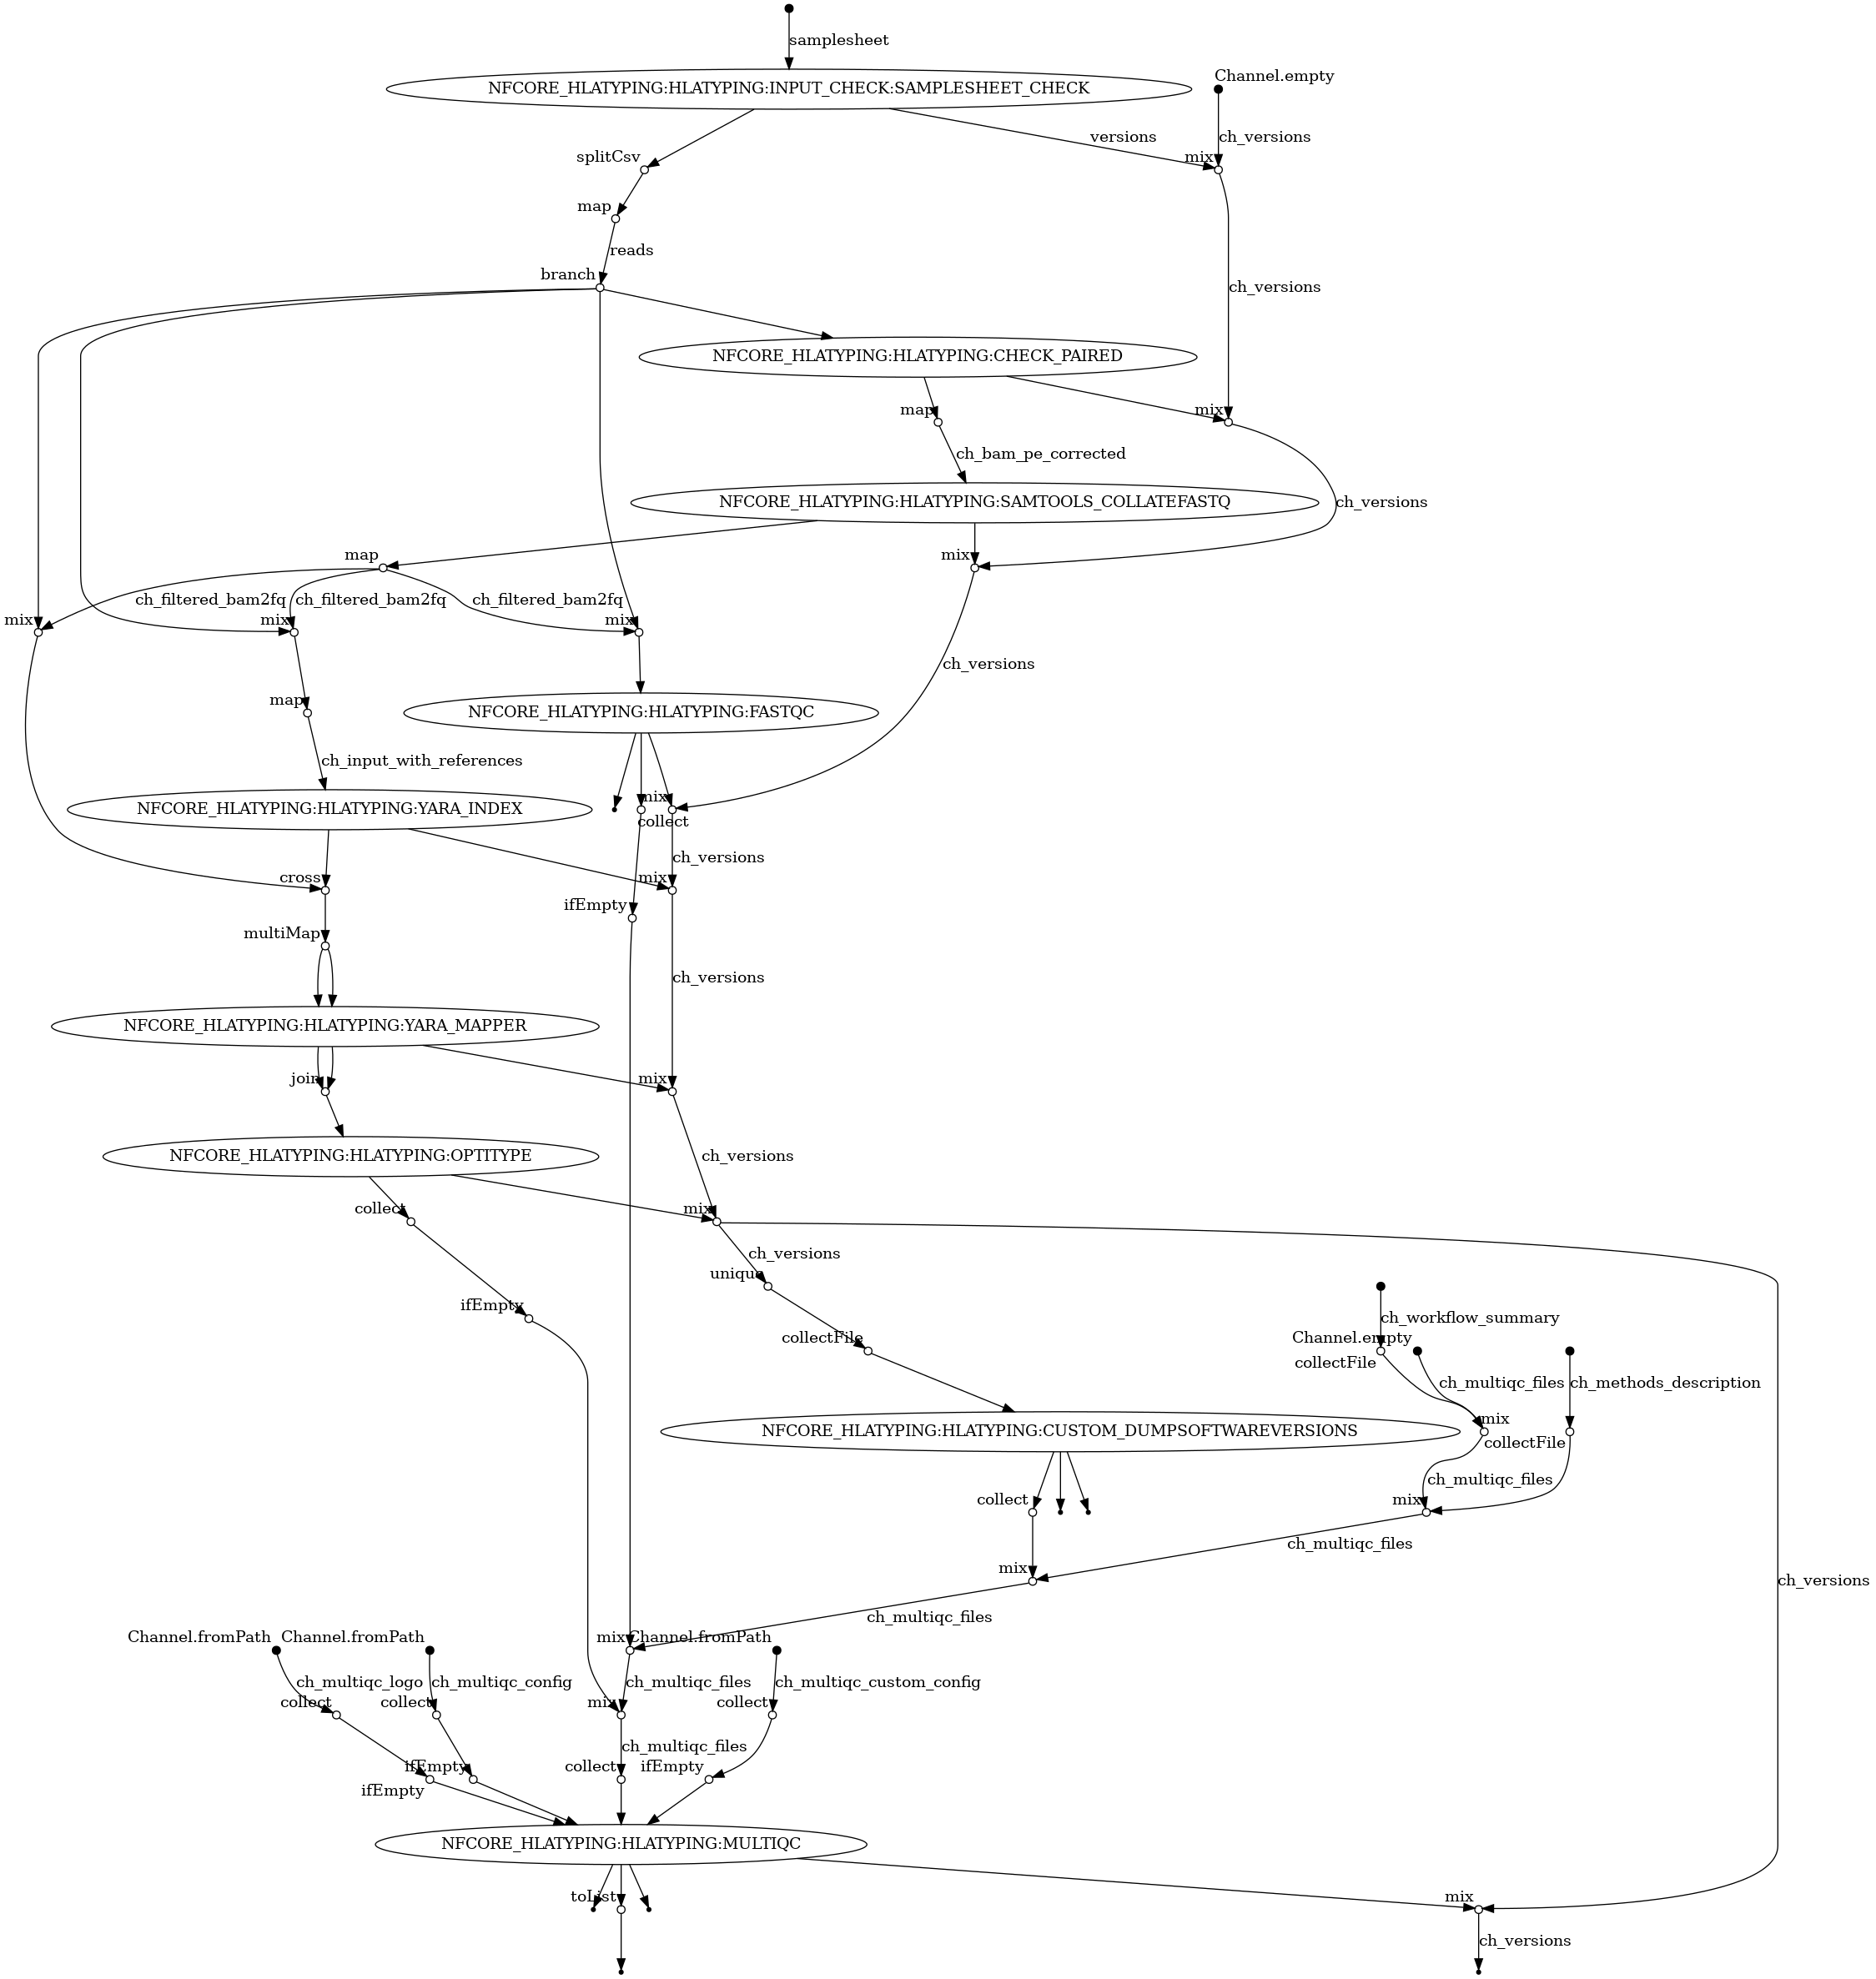 samplesheet
NFCORE_HLATYPING:HLATYPING:INPUT_CHECK:SAMPLESHEET_CHECK
Channel.empty
versions
ch_versions
splitCsv
mix
map
reads
branch
ch_versions
NFCORE_HLATYPING:HLATYPING:CHECK_PAIRED
map
mix
ch_bam_pe_corrected
NFCORE_HLATYPING:HLATYPING:SAMTOOLS_COLLATEFASTQ
ch_versions
map
mix
ch_filtered_bam2fq
ch_filtered_bam2fq
ch_filtered_bam2fq
mix
mix
mix
ch_versions
map
NFCORE_HLATYPING:HLATYPING:FASTQC
ch_input_with_references
mix
NFCORE_HLATYPING:HLATYPING:YARA_INDEX
collect
ch_versions
cross
mix
ifEmpty
multiMap
ch_versions
NFCORE_HLATYPING:HLATYPING:YARA_MAPPER
join
mix
NFCORE_HLATYPING:HLATYPING:OPTITYPE
ch_versions
collect
mix
ch_versions
unique
ifEmpty
ch_workflow_summary
collectFile
Channel.empty
collectFile
ch_multiqc_files
ch_methods_description
mix
NFCORE_HLATYPING:HLATYPING:CUSTOM_DUMPSOFTWAREVERSIONS
collectFile
ch_multiqc_files
collect
mix
ch_multiqc_files
mix
ch_versions
ch_multiqc_files
Channel.fromPath
Channel.fromPath
mix
Channel.fromPath
ch_multiqc_logo
ch_multiqc_config
ch_multiqc_files
ch_multiqc_custom_config
collect
collect
mix
collect
ch_multiqc_files
ifEmpty
collect
ifEmpty
ifEmpty
NFCORE_HLATYPING:HLATYPING:MULTIQC
toList
mix
ch_versions